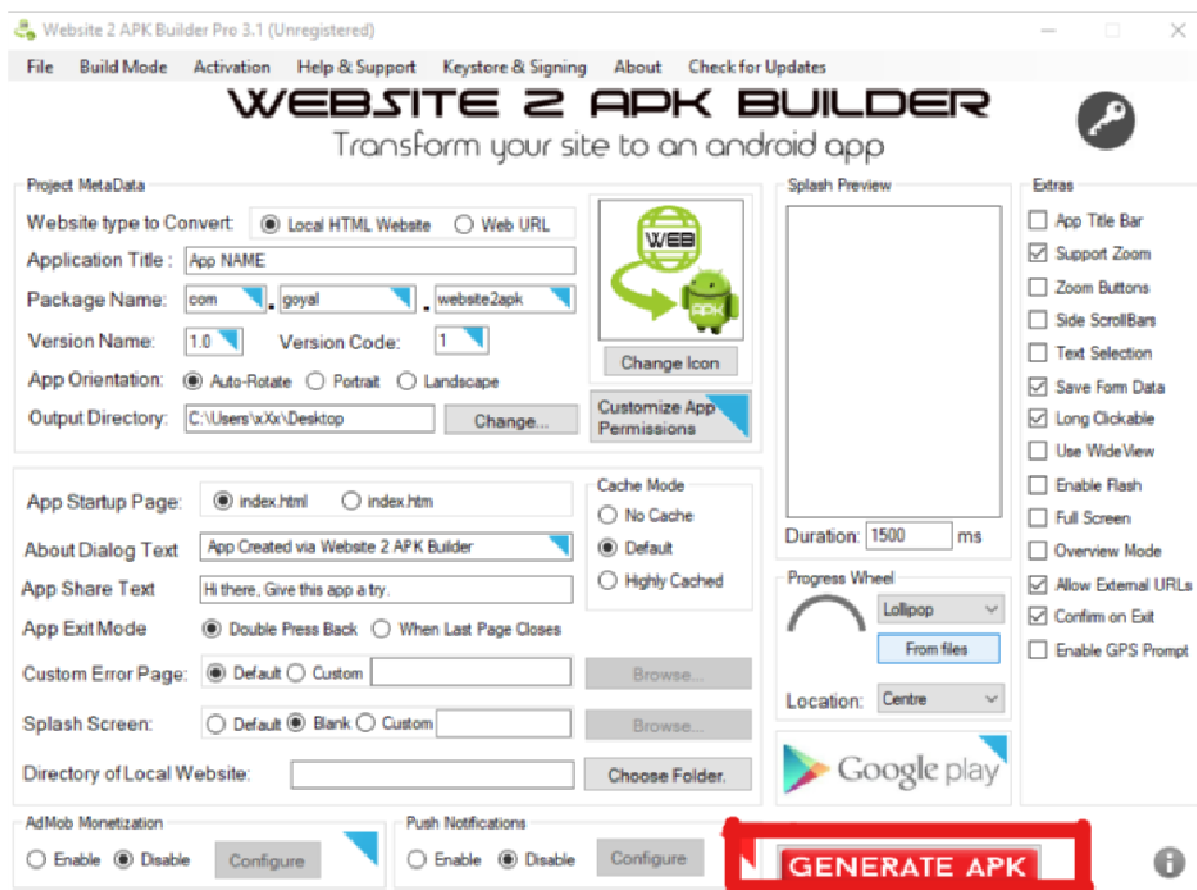 Website 2 APK Builder Pro 3.1 (Unregistered)
File Build Mode Activation Help & Support Keystore & Signing About Check for Updates
WEBSITE 2 APK BUILDER
Transform your site to an android app
Project MetaData
Website type to Convert Local HTML Website Web URL
Application Title : App NAME
Package Name: com . goyal . website2apk
Version Name: 1.0 Version Code: 1
App Orientation: Auto-Rotate Portrait Landscape
Output Directory: C:\Users\xXx\Desktop Change...
WEB
APK
Change Icon
Customize App
Permissions
App Startup Page: index.html index.htm
About Dialog Text App Created via Website 2 APK Builder
App Share Text Hi there, Give this app a try.
App Exit Mode Double Press Back When Last Page Closes
Custom Error Page: Default Custom Browse...
Splash Screen: Default Blank Custom Browse...
Directory of Local Website: Choose Folder.
Cache Mode
No Cache
Default
Highly Cached
Splash Preview
Duration: 1500 ms
Progress Wheel
Lollipop
From files
Location: Centre
Google play
Extras
App Title Bar
Support Zoom
Zoom Buttons
Side ScrollBars
Text Selection
Save Form Data
Long Clickable
Use WideView
Enable Flash
Full Screen
Overview Mode
Allow External URLs
Confirm on Exit
Enable GPS Prompt
AdMob Monetization
Enable Disable Configure
Push Notifications
Enable Disable Configure
GENERATE APK